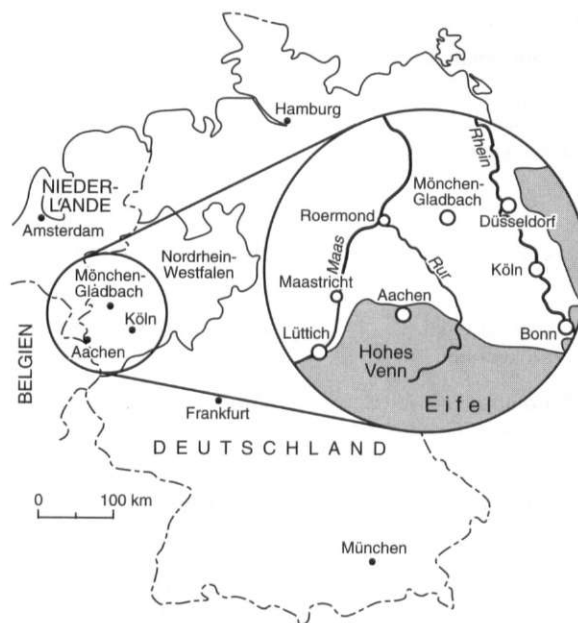 Hamburg
NIEDER-
LANDE
Amsterdam
Nordrhein-
Westfalen
Mönchen-
Gladbach
Köln
Aachen
BELGIEN
Frankfurt
DEUTSCHLAND
0 100 km
München
Rhein
Mönchen-
Gladbach
Roermond
Düsseldorf
Maas
Rur
Köln
Maastricht
Aachen
Lüttich
Bonn
Hohes
Venn
Eifel